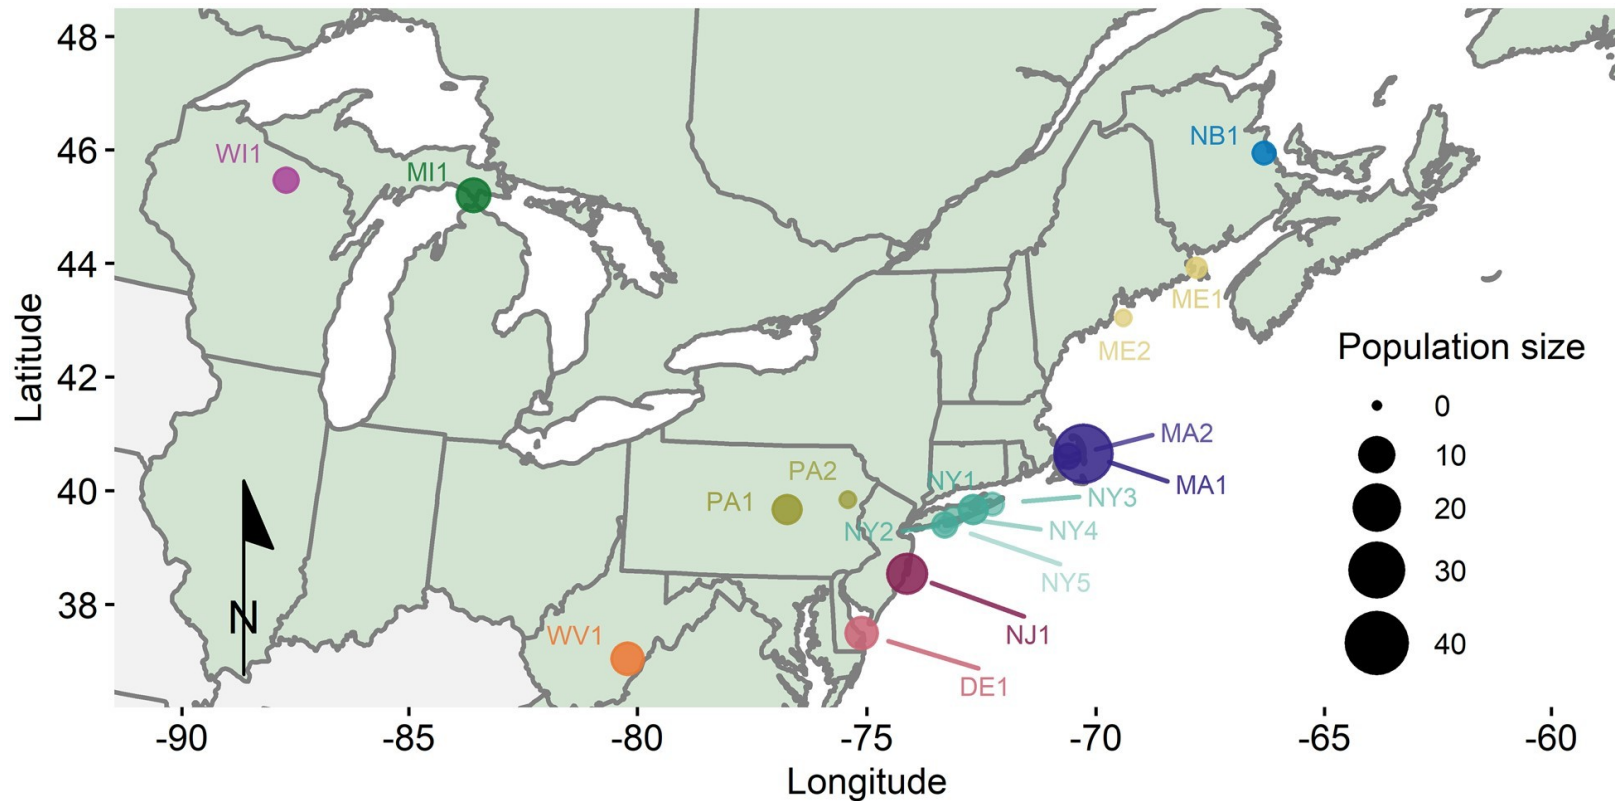 48
46
44
42
40
38
Latitude
-90
-85
-80
-75
-70
-65
-60
Longitude
WI1
MI1
NB1
ME1
ME2
MA2
MA1
PA2
PA1
NY1
NY2
NY3
NY4
NY5
NJ1
DE1
WV1
N
Population size
0
10
20
30
40